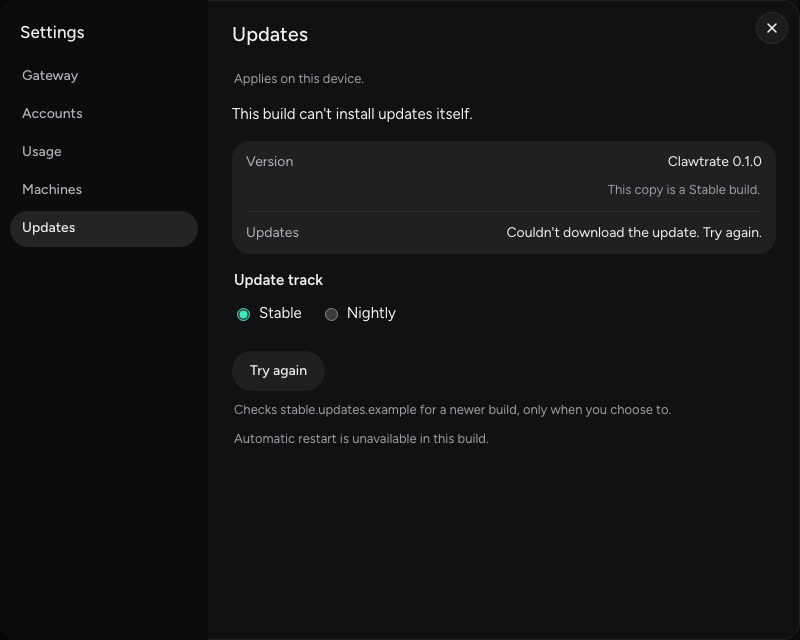 Settings
Gateway
Accounts
Usage
Machines
Updates
Updates
Applies on this device.
This build can't install updates itself.
Version
Clawtrate 0.1.0
This copy is a Stable build.
Updates
Couldn't download the update. Try again.
Update track
Stable
Nightly
Try again
Checks stable.updates.example for a newer build, only when you choose to.
Automatic restart is unavailable in this build.